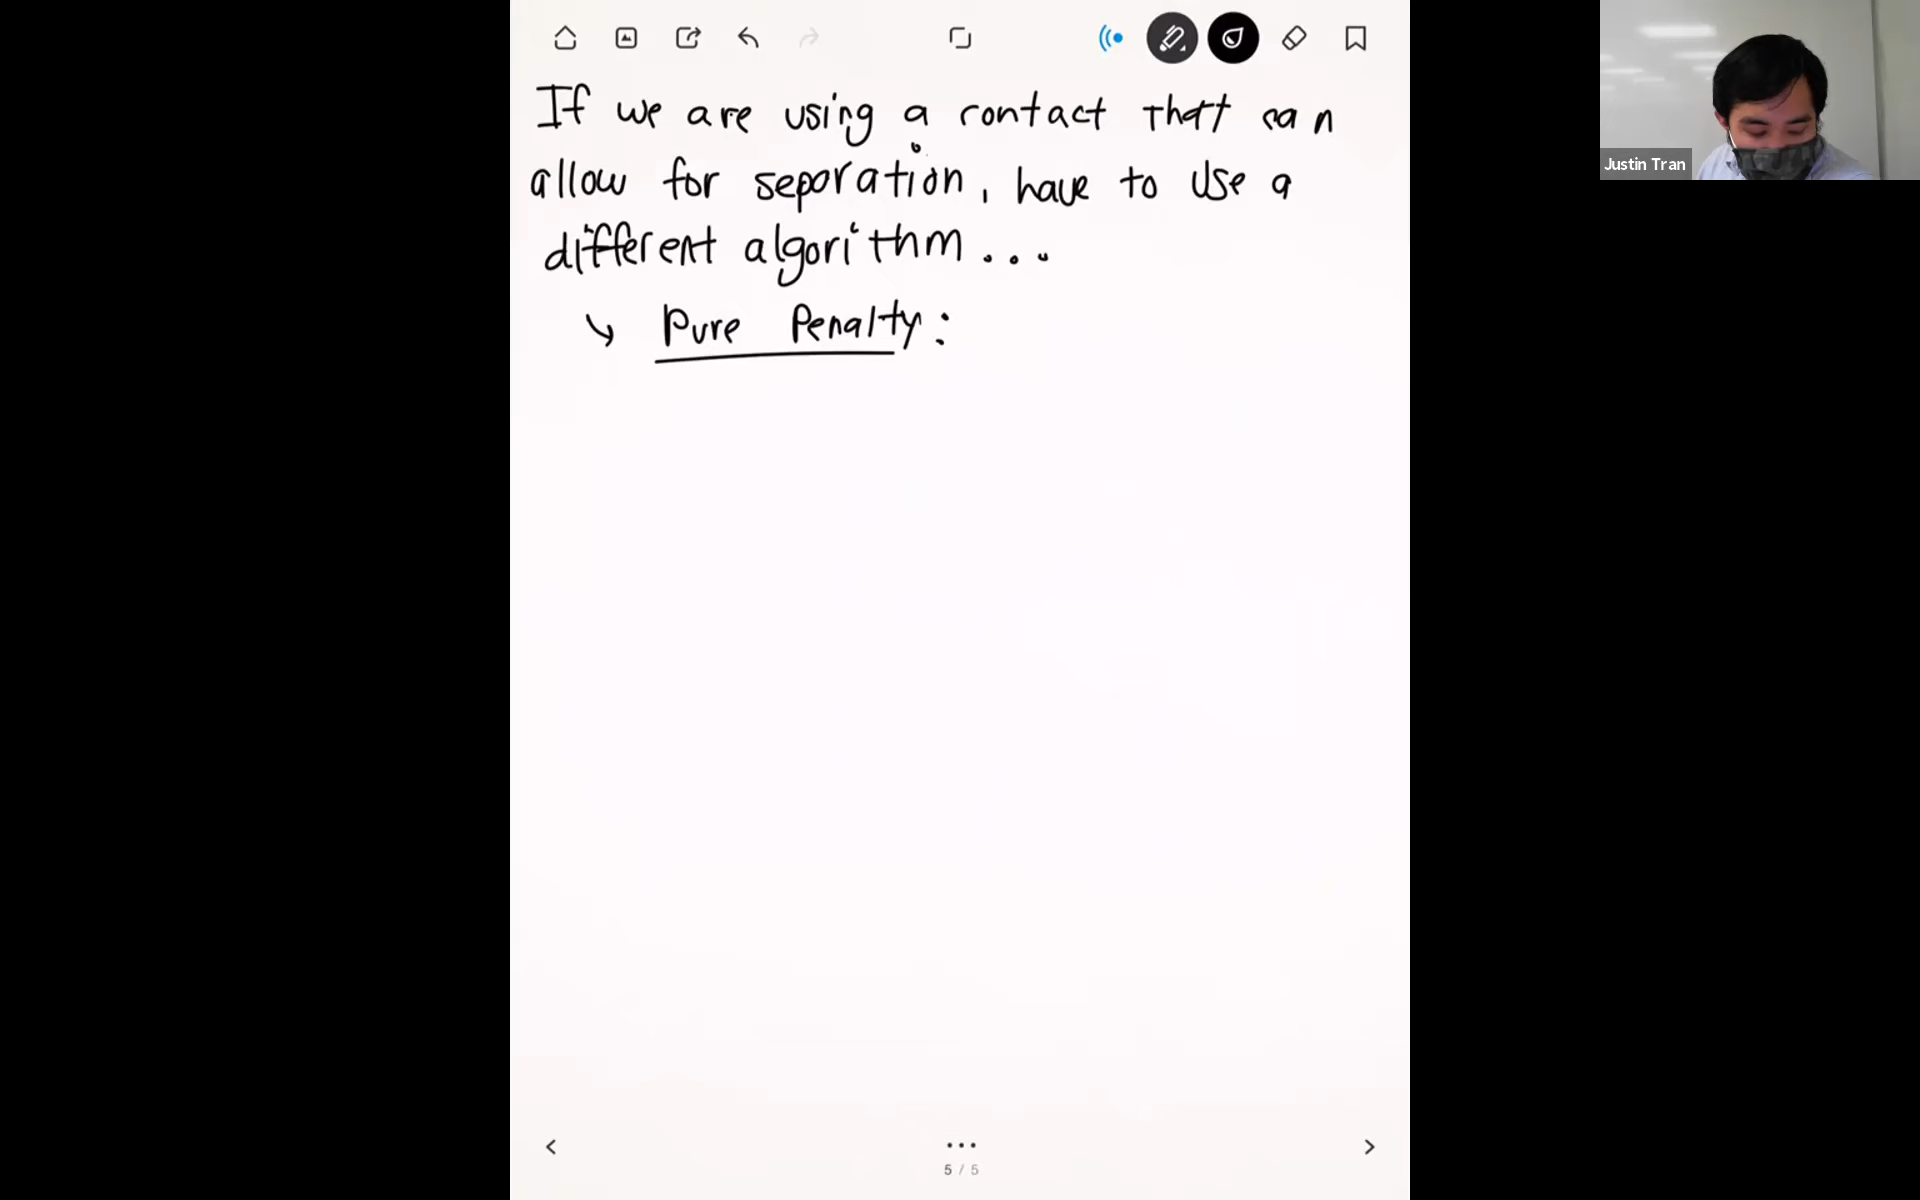 If we are using a contact that can
allow for separation, have to use a
different algorithm...
↳ Pure Penalty:
Justin Tran
5 / 5